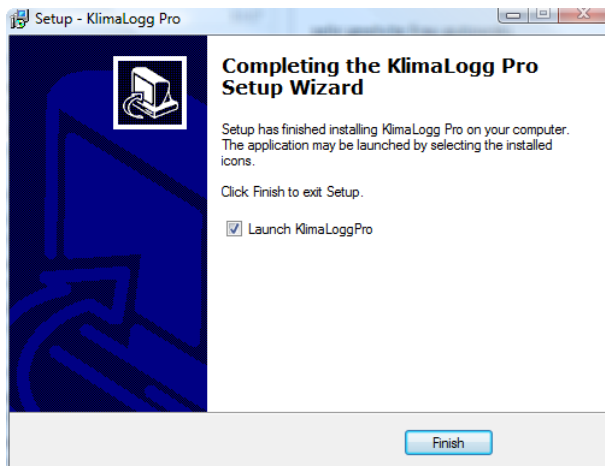 Setup - KlimaLogg Pro
Completing the KlimaLogg Pro
Setup Wizard
Setup has finished installing KlimaLogg Pro on your computer.
The application may be launched by selecting the installed
icons.
Click Finish to exit Setup.
Launch KlimaLoggPro
Finish